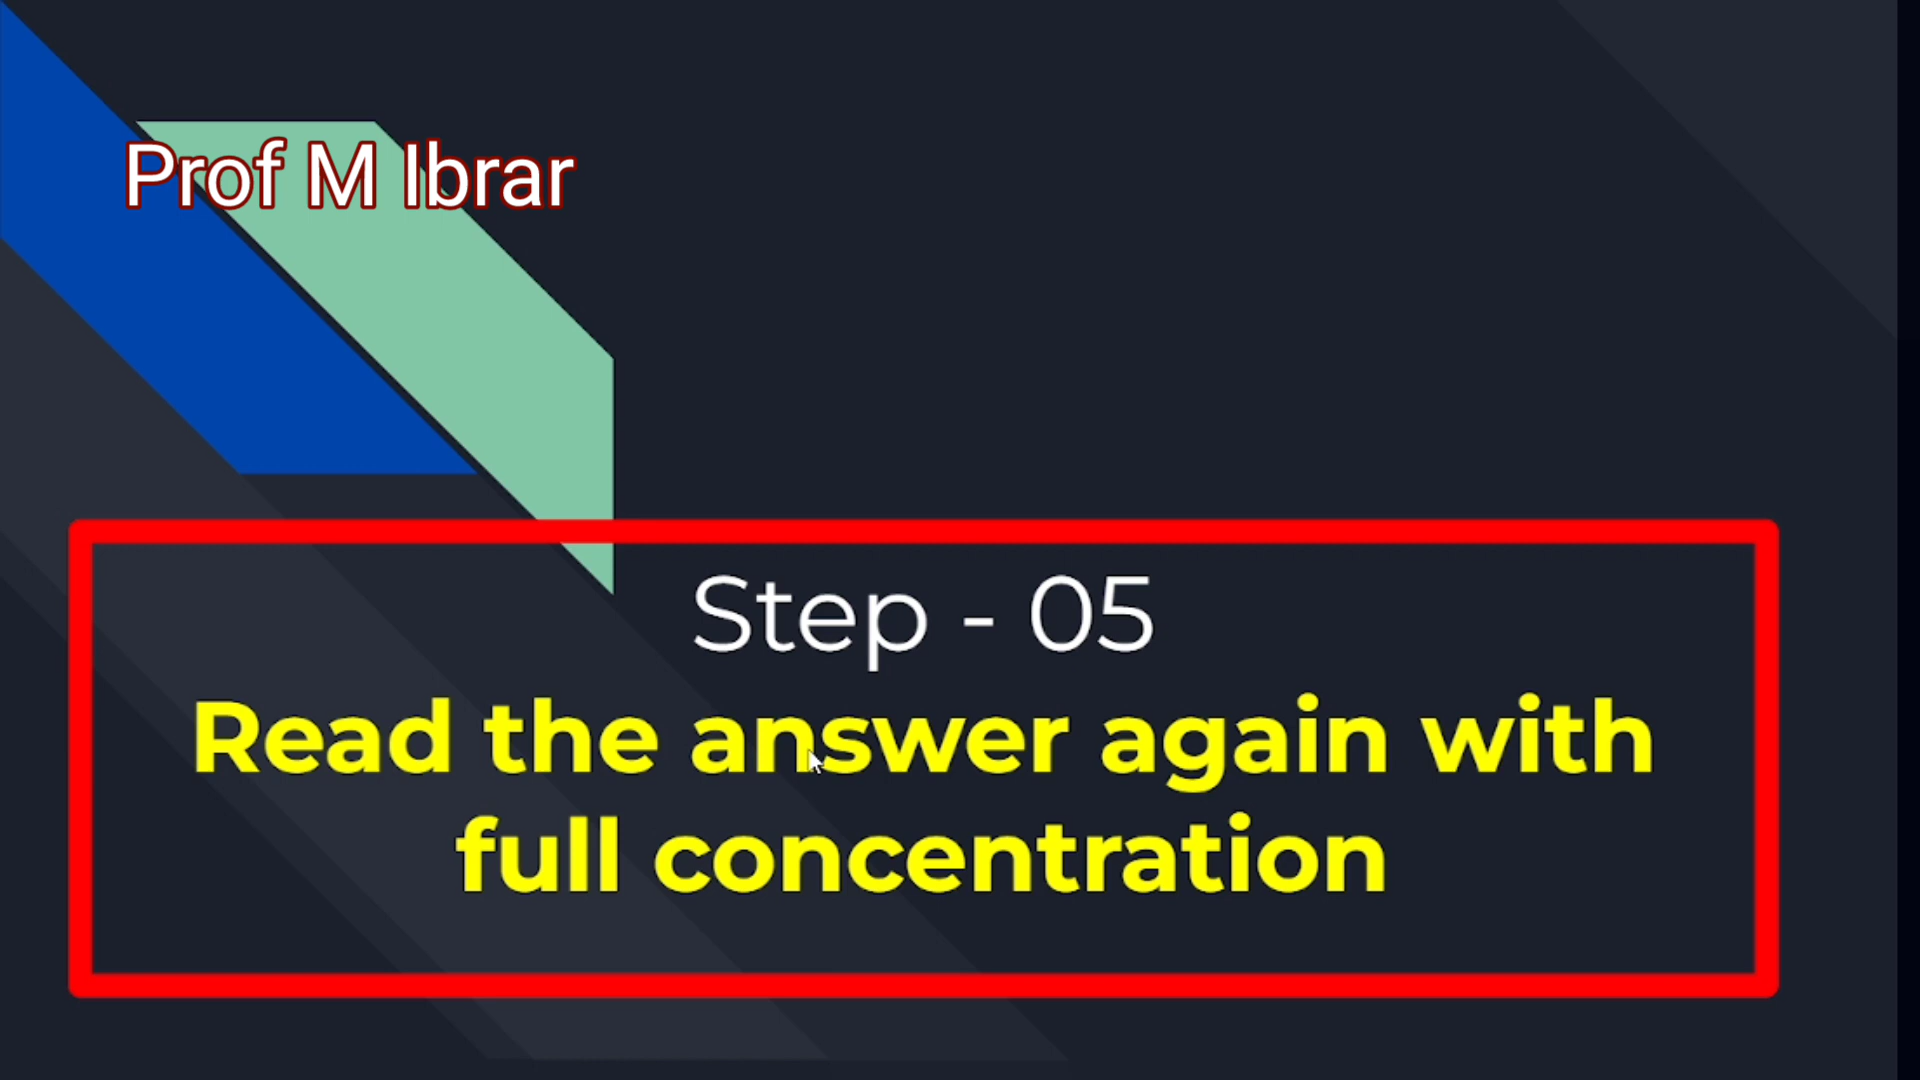 Prof M Ibrar
Step - 05
Read the answer again with
full concentration